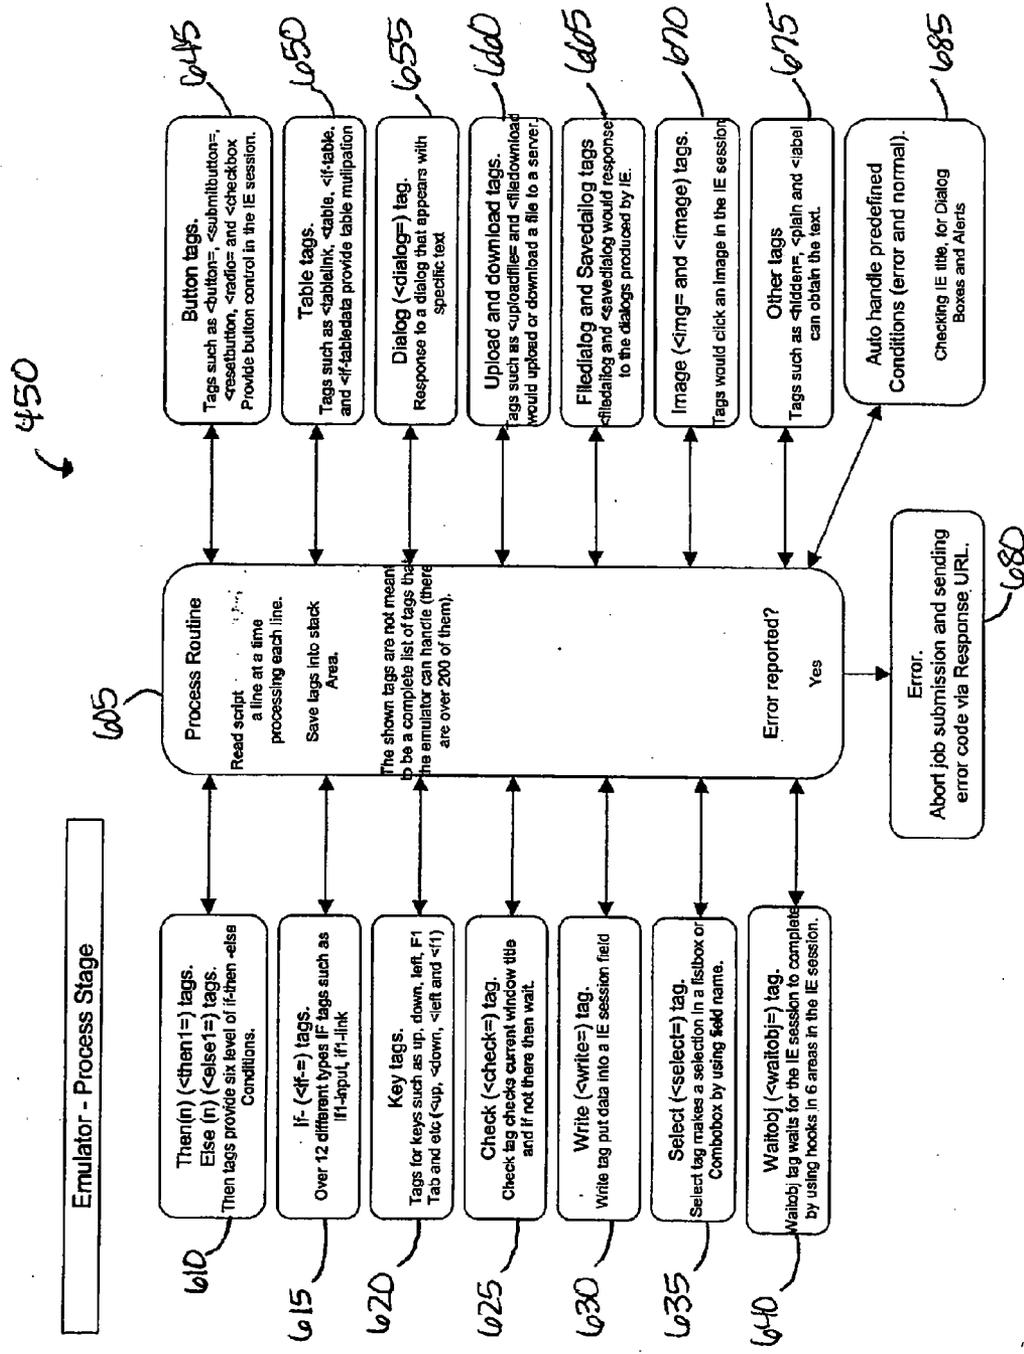 450
Emulator - Process Stage
605
Process Routine
Read script
a line at a time
processing each line.
Save tags into stack
Area.
The shown tags are not meant
to be a complete list of tags that
the emulator can handle (there
are over 200 of them).
Error reported?
Yes
610
Then(n) (<then1=) tags.
Else (n) (<else1=) tags.
Then tags provide six level of if-then -else
Conditions.
615
If- (<if-=) tags.
Over 12 different types IF tags such as
If1-input, if1-link
620
Key tags.
Tags for keys such as up, down, left, F1
Tab and etc (<up, <down, <left and <f1)
625
Check (<check=) tag.
Check tag checks current window title
and if not there then wait.
630
Write (<write=) tag.
Write tag put data into a IE session field
635
Select (<select=) tag.
Select tag makes a selection in a listbox or
Combobox by using field name.
640
Waitobj (<waitobj=) tag.
Waitobj tag waits for the IE session to complete
by using hooks in 6 areas in the IE session.
645
Button tags.
Tags such as <button=, <submitbutton=,
<resetbutton, <radio= and <checkbox
Provide button control in the IE session.
650
Table tags.
Tags such as <tablelink, <table, <if-table.
and <if-tabledata provide table mutipation
655
Dialog (<dialog=) tag.
Response to a dialog that appears with
specific text
660
Upload and download tags.
Tags such as <uploadfile= and <filedownload
would upload or download a file to a server.
665
Filedialog and Savedailog tags
<filedailog and <savedialog would response
to the dialogs produced by IE.
670
Image (<img= and <image) tags.
Tags would click an image in the IE session
675
Other tags
Tags such as <hidden=, <plain and <label
can obtain the text.
685
Auto handle predefined
Conditions (error and normal).
Checking IE title, for Dialog
Boxes and Alerts
680
Error.
Abort job submission and sending
error code via Response URL.